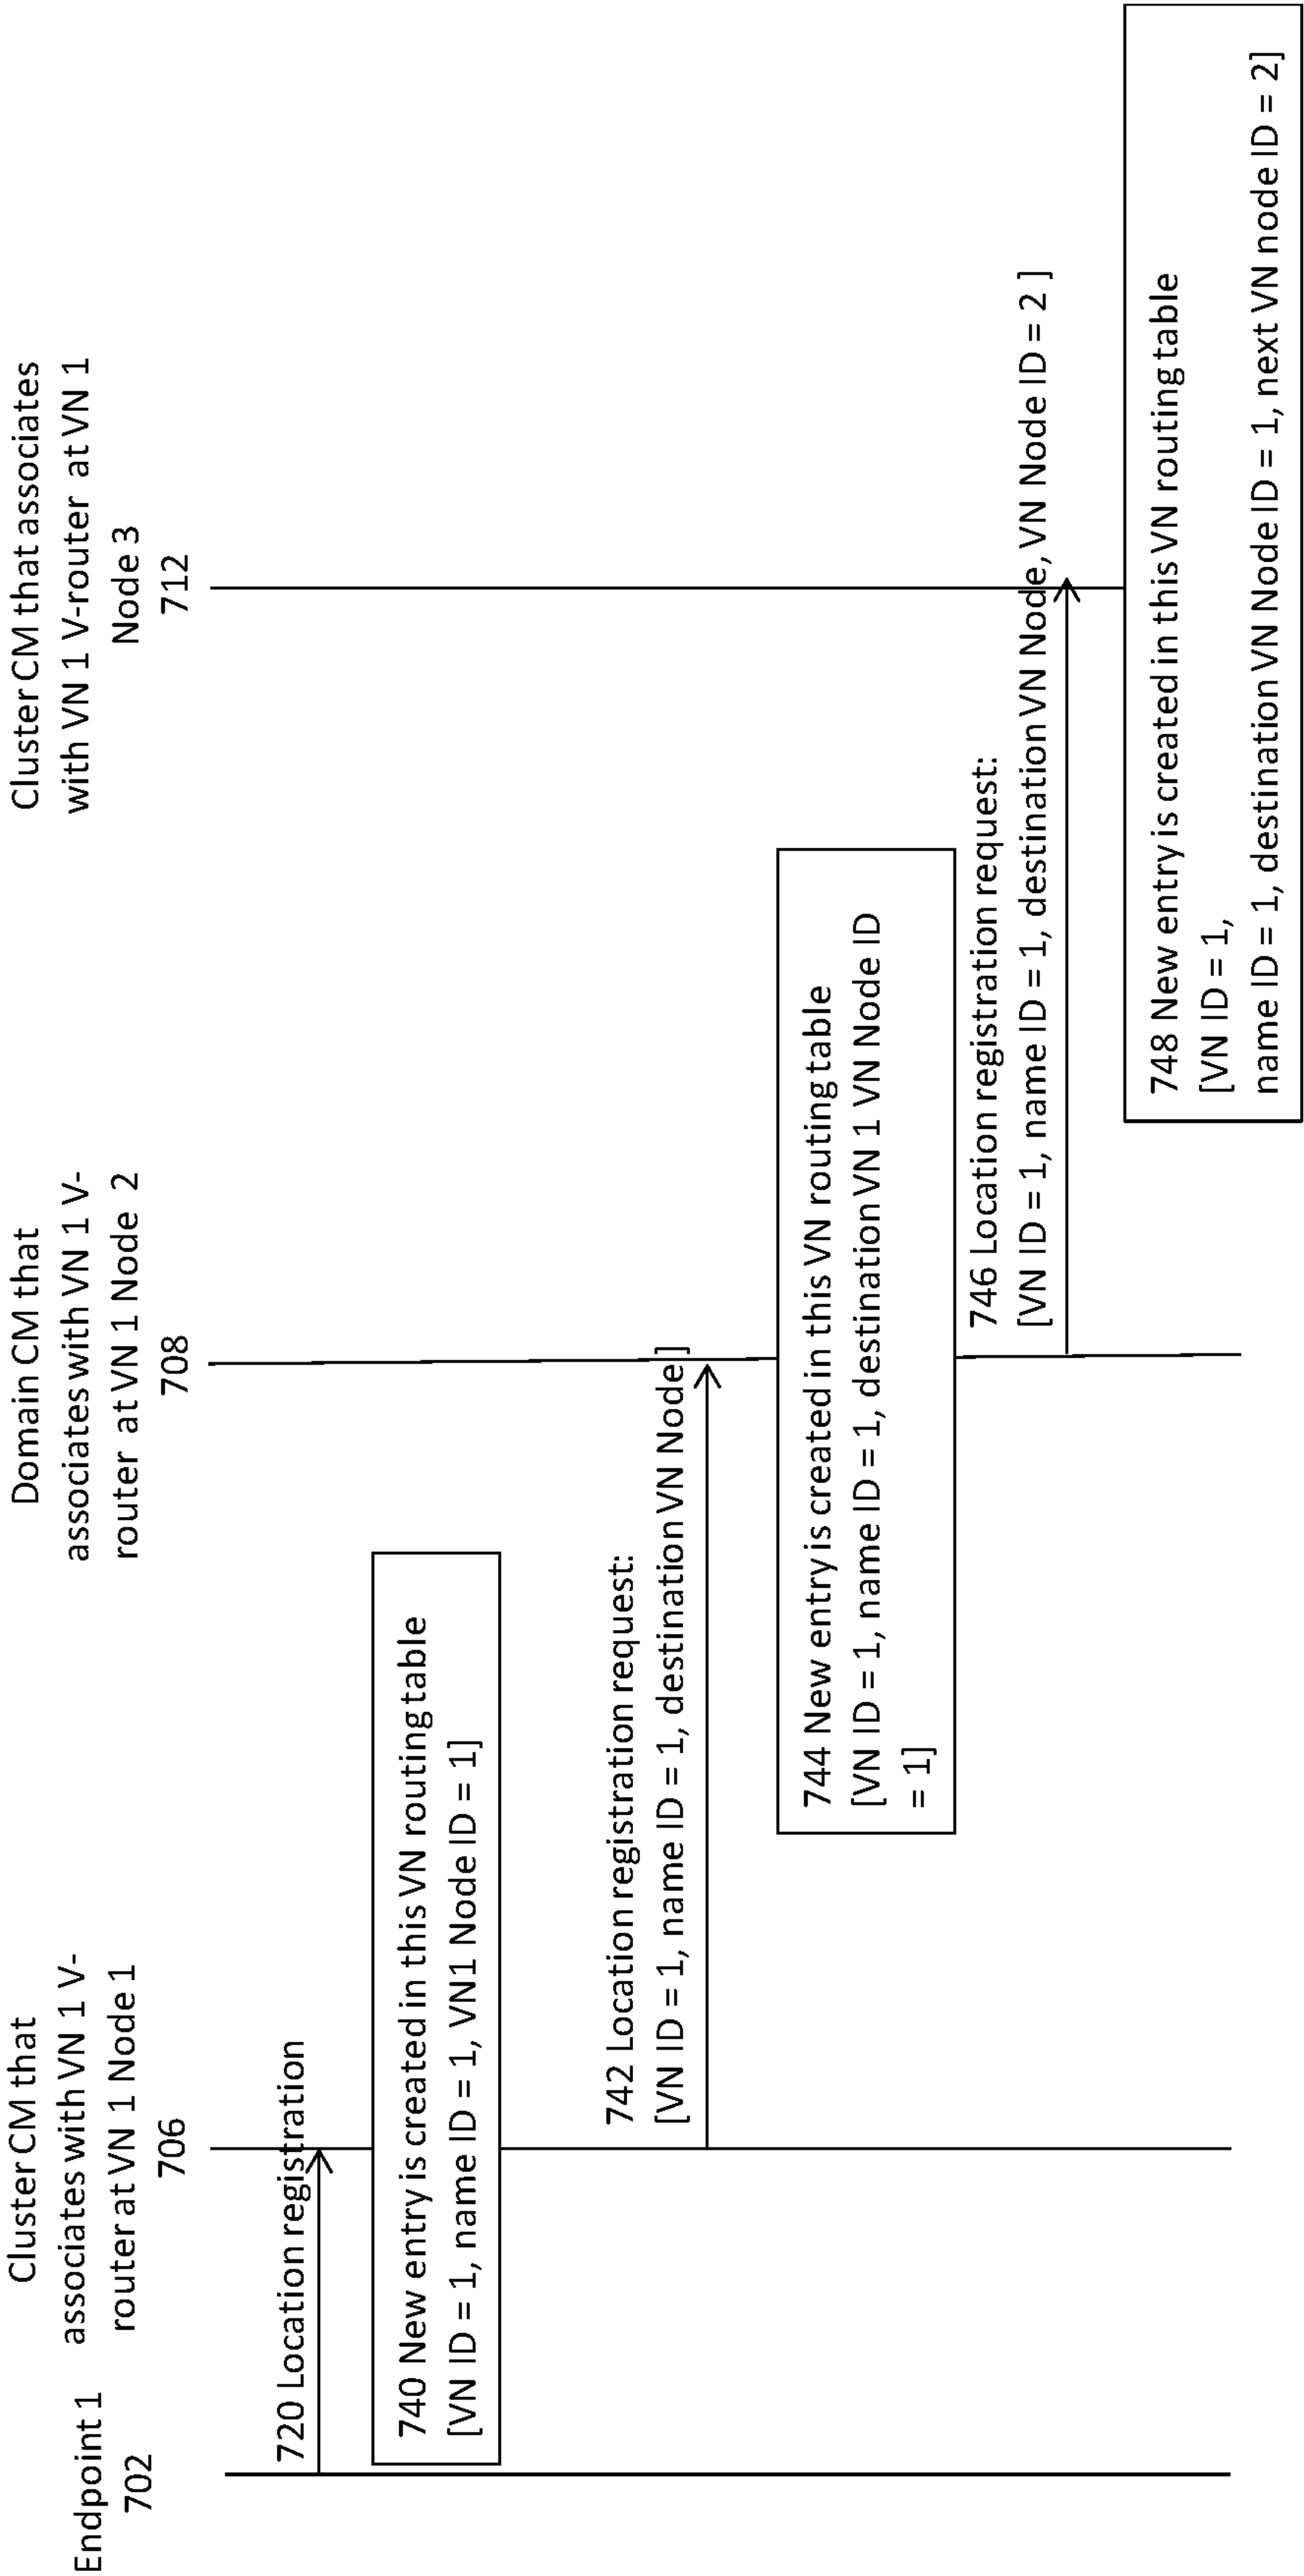 Endpoint 1
702
Cluster CM that
associates with VN 1 V-
router at VN 1 Node 1
706
Domain CM that
associates with VN 1 V-
router at VN 1 Node 2
708
Cluster CM that associates
with VN 1 V-router at VN 1
Node 3
712
720 Location registration
740 New entry is created in this VN routing table
[VN ID = 1, name ID = 1, VN1 Node ID = 1]
742 Location registration request:
[VN ID = 1, name ID = 1, destination VN Node]
744 New entry is created in this VN routing table
[VN ID = 1, name ID = 1, destination VN 1 VN Node ID
= 1]
746 Location registration request:
[VN ID = 1, name ID = 1, destination VN Node, VN Node ID = 2 ]
748 New entry is created in this VN routing table
[VN ID = 1,
name ID = 1, destination VN Node ID = 1, next VN node ID = 2]